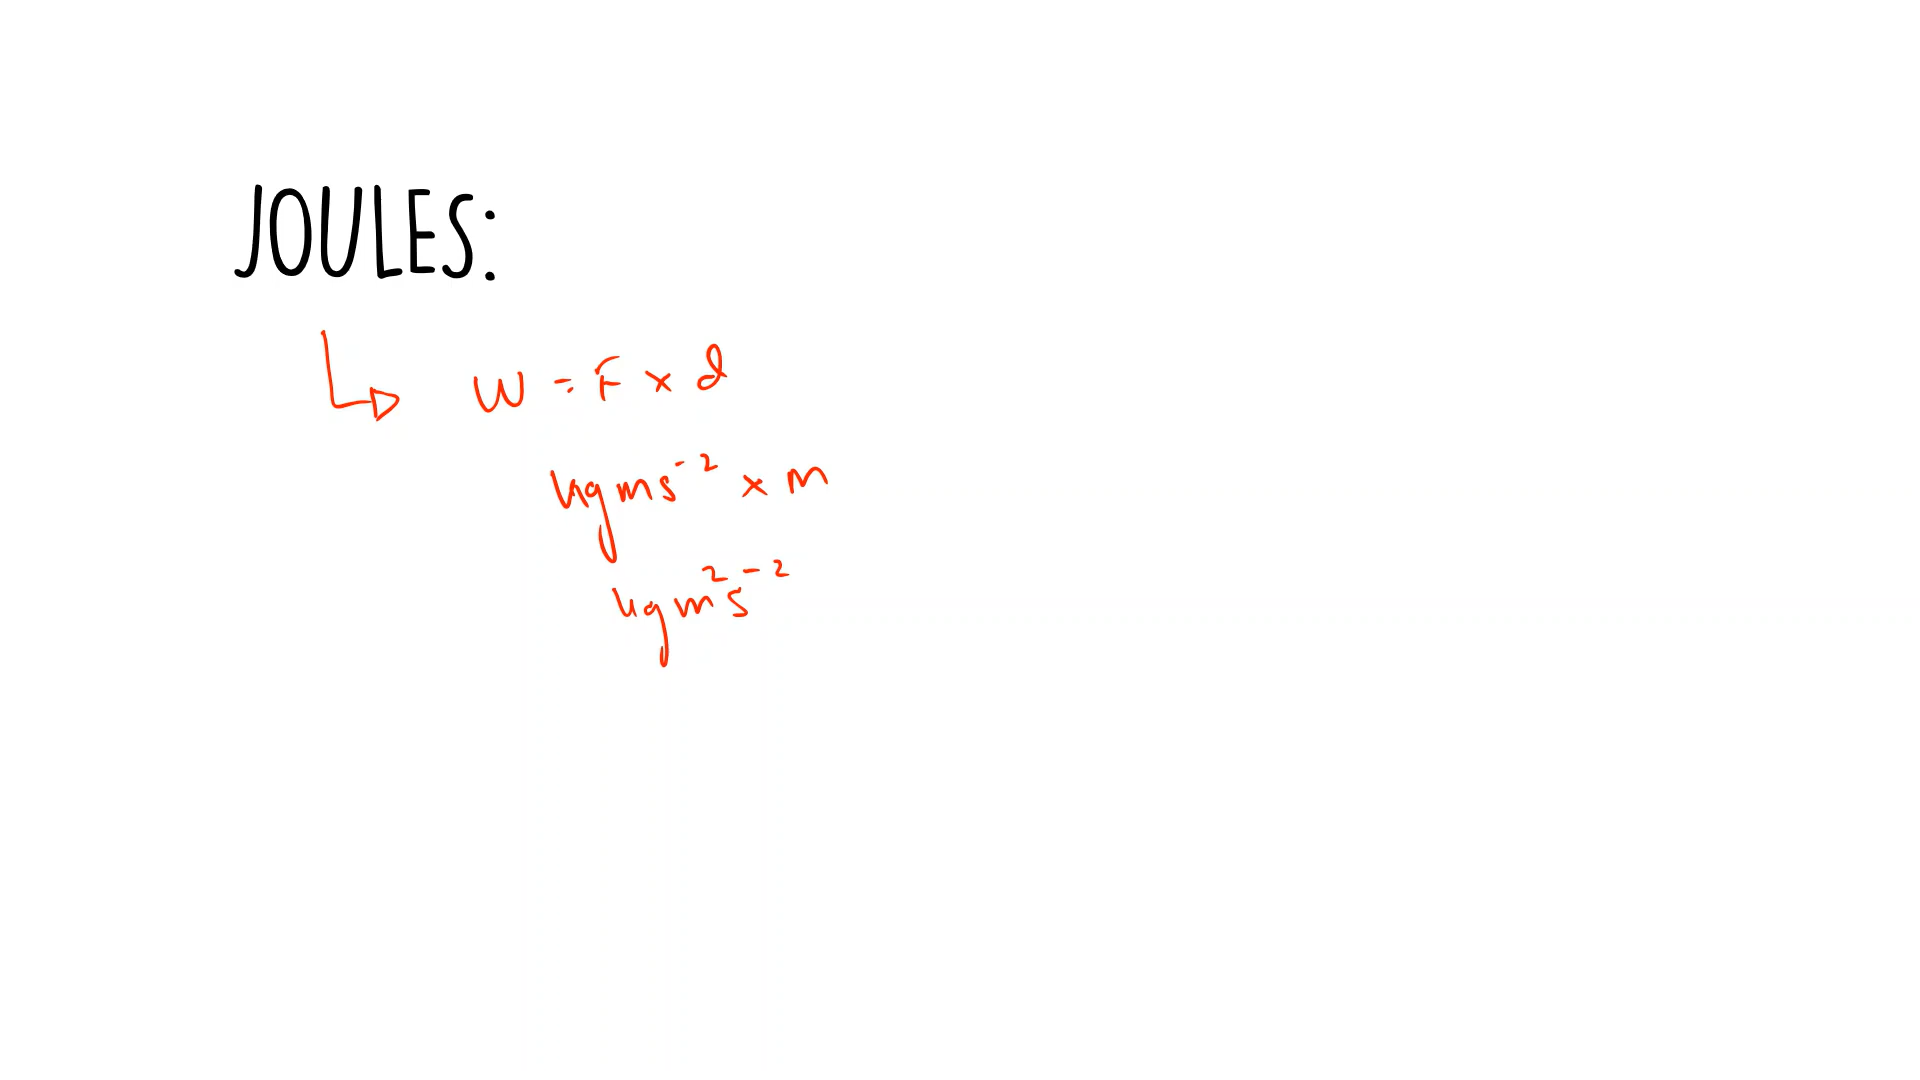 JOULES:
W = F × d
kgms⁻² × m
kgm²s⁻²